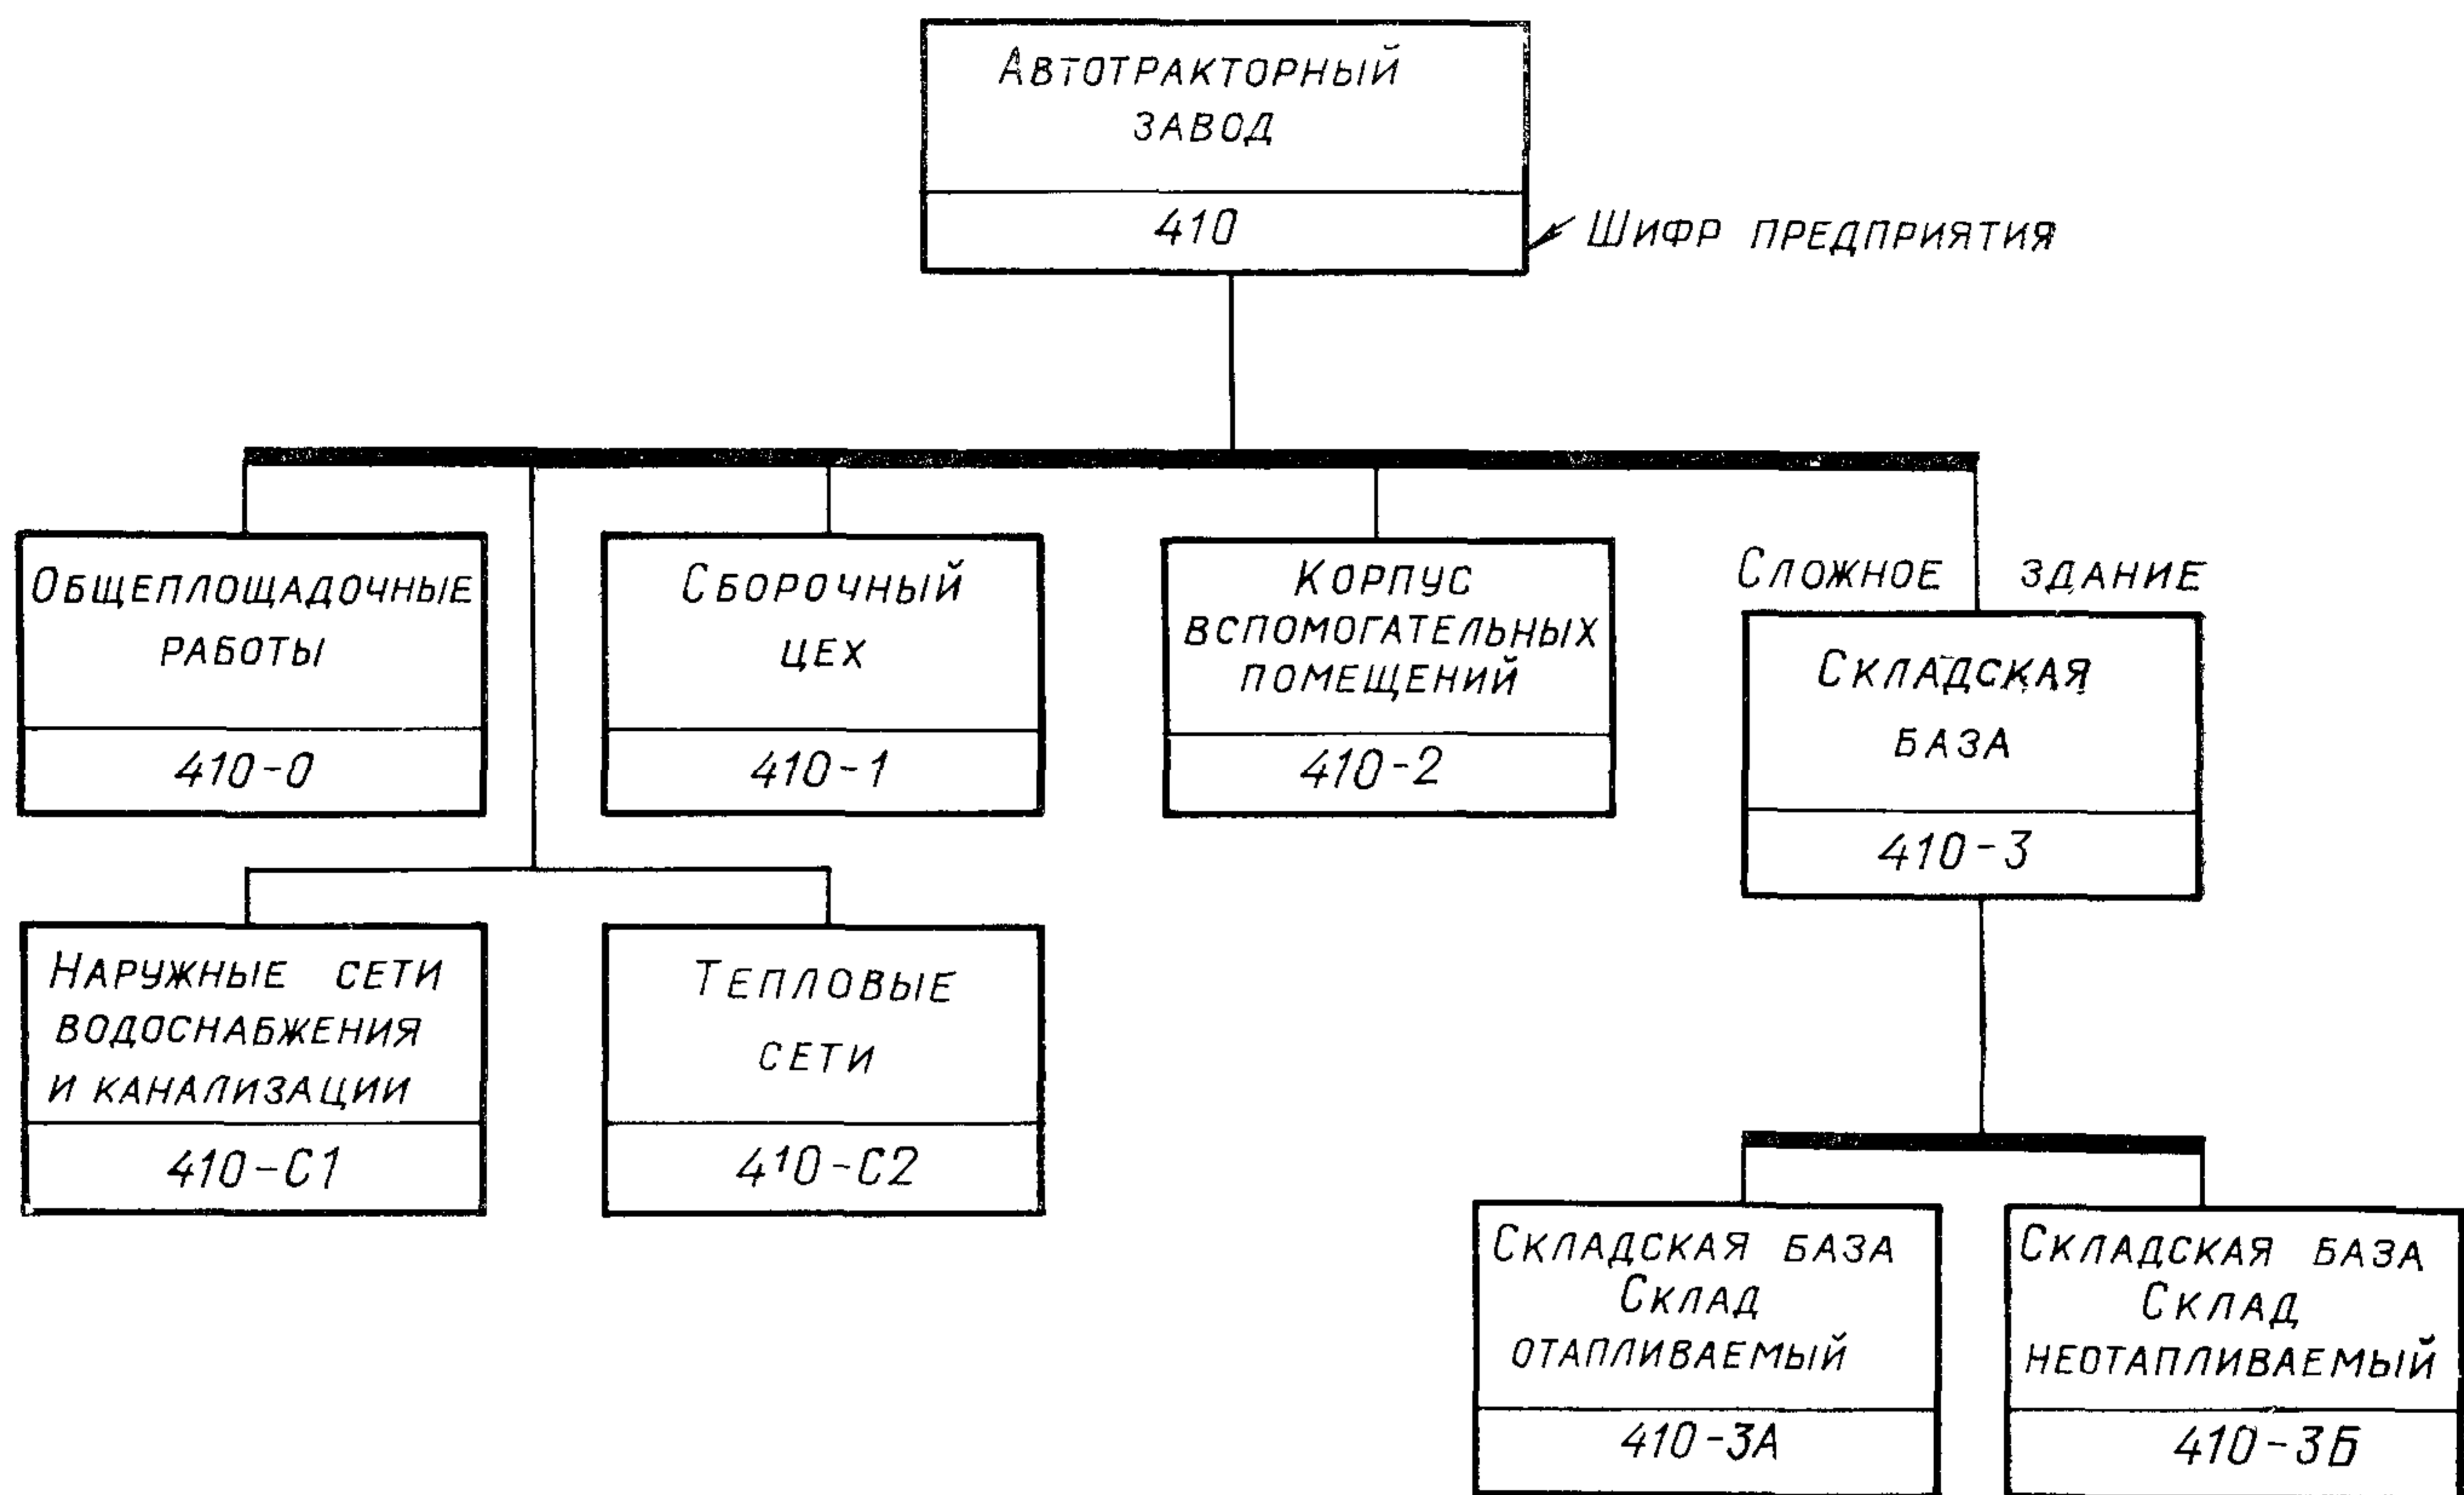 Автотракторный
завод
410
Шифр предприятия
Общеплощадочные
работы
410-0
Сборочный
цех
410-1
Корпус
вспомогательных
помещений
410-2
Сложное здание
Складская
база
410-3
Наружные сети
водоснабжения
и канализации
410-С1
Тепловые
сети
410-С2
Складская база
Склад
отапливаемый
410-3А
Складская база
Склад
неотапливаемый
410-3Б